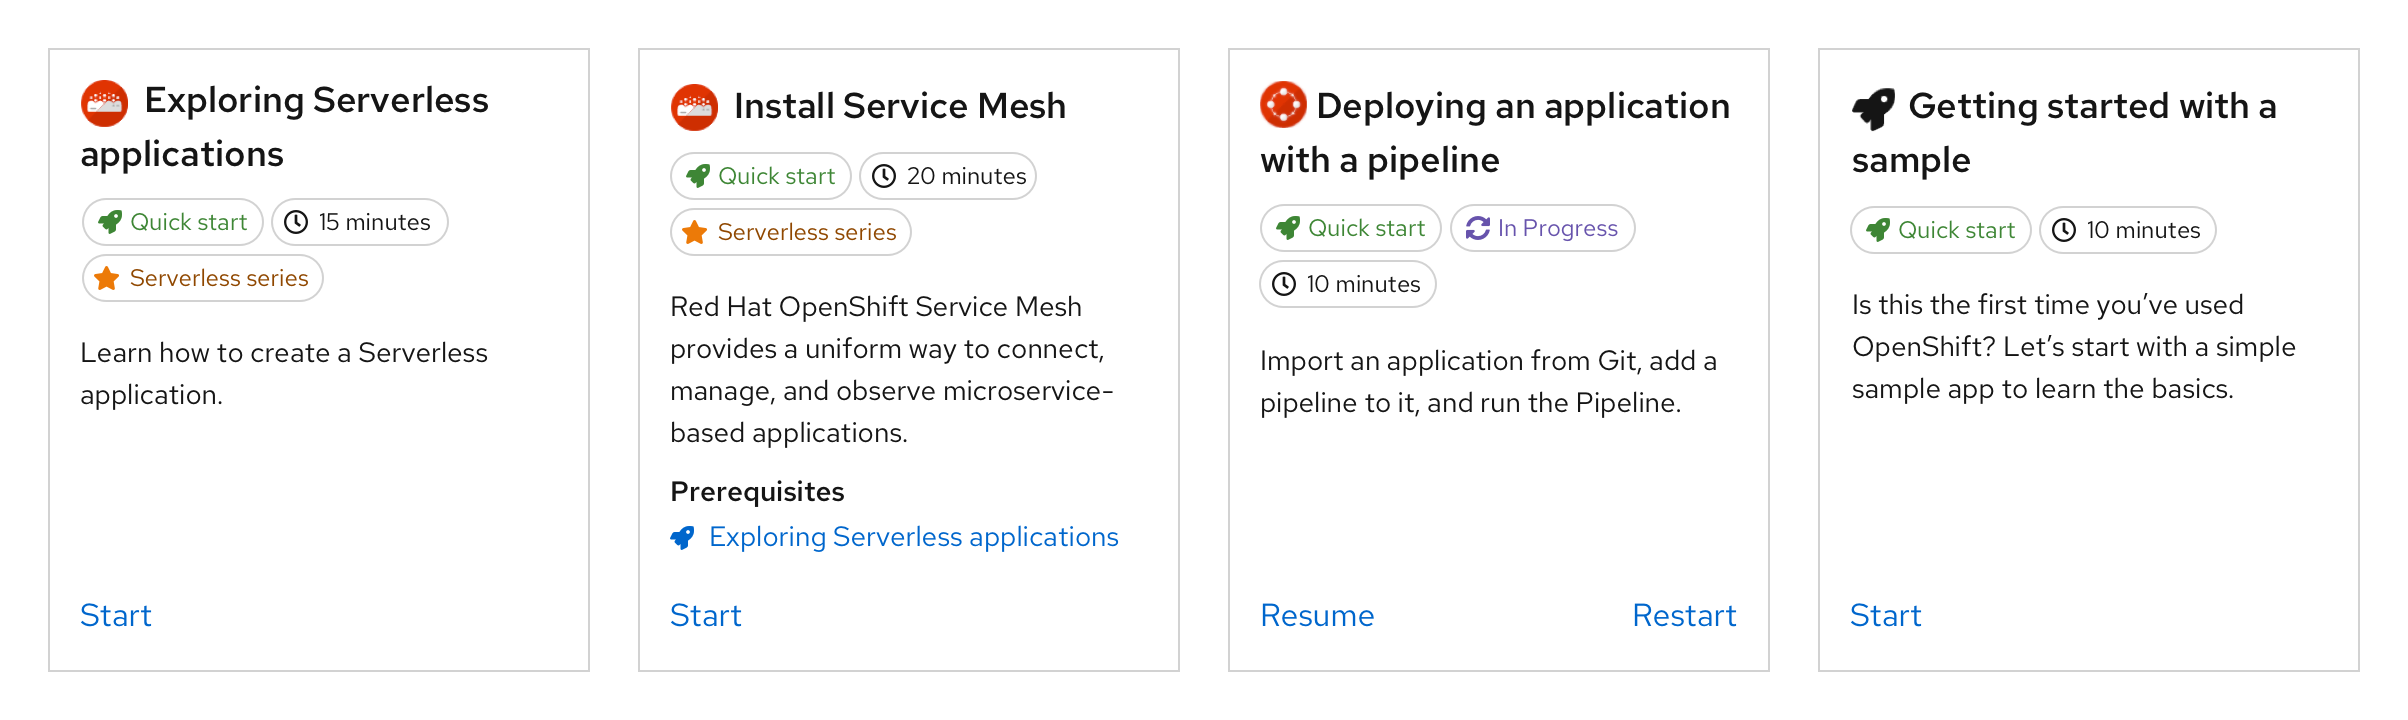 Exploring Serverless
applications
Quick start
15 minutes
Serverless series
Learn how to create a Serverless
application.
Start
Install Service Mesh
Quick start
20 minutes
Serverless series
Red Hat OpenShift Service Mesh
provides a uniform way to connect,
manage, and observe microservice-
based applications.
Prerequisites
Exploring Serverless applications
Start
Deploying an application
with a pipeline
Quick start
In Progress
10 minutes
Import an application from Git, add a
pipeline to it, and run the Pipeline.
Resume
Restart
Getting started with a
sample
Quick start
10 minutes
Is this the first time you’ve used
OpenShift? Let’s start with a simple
sample app to learn the basics.
Start